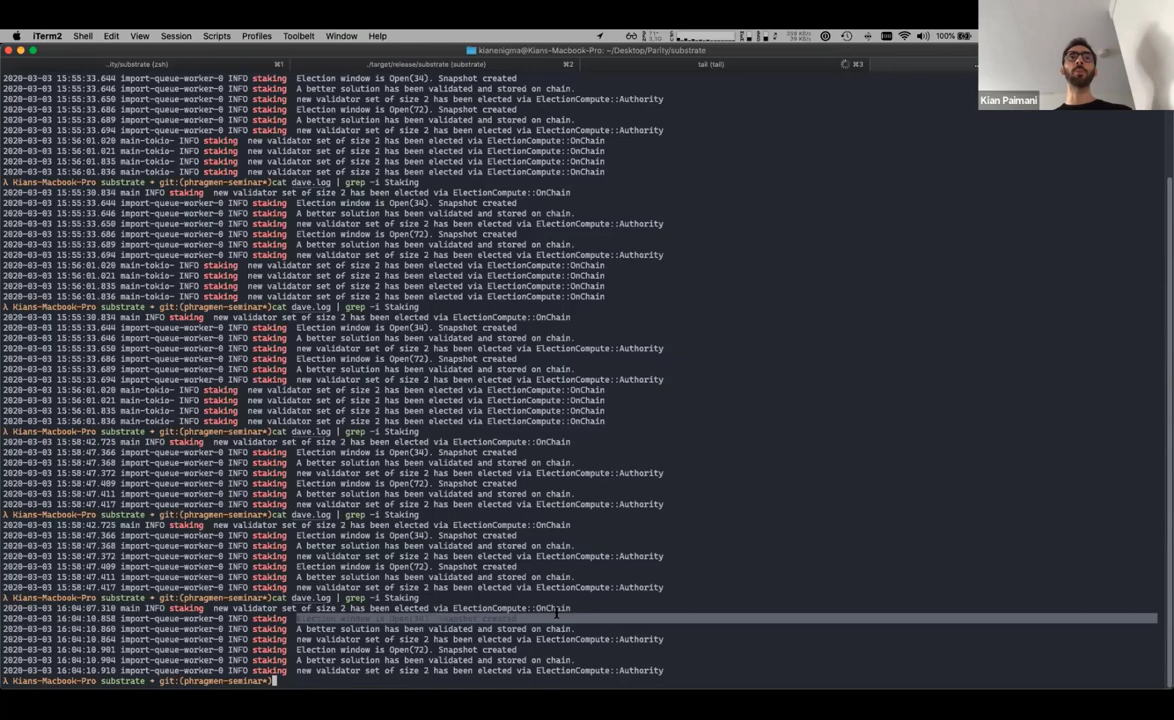 iTerm2 Shell Edit View Session Scripts Profiles Toolbelt Window Help 100%
kianenigma@Kians-Macbook-Pro: ~/Desktop/Parity/substrate
../ity/substrate (zsh) ⌘1 ../target/release/substrate (substrate) ⌘2 tail (tail) ⌘3
Kian Paimani
2020-03-03 15:55:33.644 import-queue-worker-0 INFO staking Election window is Open(34). Snapshot created
2020-03-03 15:55:33.646 import-queue-worker-0 INFO staking A better solution has been validated and stored on chain.
2020-03-03 15:55:33.650 import-queue-worker-0 INFO staking new validator set of size 2 has been elected via ElectionCompute::Authority
2020-03-03 15:55:33.686 import-queue-worker-0 INFO staking Election window is Open(72). Snapshot created
2020-03-03 15:55:33.689 import-queue-worker-0 INFO staking A better solution has been validated and stored on chain.
2020-03-03 15:55:33.694 import-queue-worker-0 INFO staking new validator set of size 2 has been elected via ElectionCompute::Authority
2020-03-03 15:56:01.020 main-tokio- INFO staking new validator set of size 2 has been elected via ElectionCompute::OnChain
2020-03-03 15:56:01.021 main-tokio- INFO staking new validator set of size 2 has been elected via ElectionCompute::OnChain
2020-03-03 15:56:01.835 main-tokio- INFO staking new validator set of size 2 has been elected via ElectionCompute::OnChain
2020-03-03 15:56:01.836 main-tokio- INFO staking new validator set of size 2 has been elected via ElectionCompute::OnChain
λ Kians-Macbook-Pro substrate → git:(phragmen-seminar*)cat dave.log | grep -i Staking
2020-03-03 15:55:30.834 main INFO staking new validator set of size 2 has been elected via ElectionCompute::OnChain
2020-03-03 15:55:33.644 import-queue-worker-0 INFO staking Election window is Open(34). Snapshot created
2020-03-03 15:55:33.646 import-queue-worker-0 INFO staking A better solution has been validated and stored on chain.
2020-03-03 15:55:33.650 import-queue-worker-0 INFO staking new validator set of size 2 has been elected via ElectionCompute::Authority
2020-03-03 15:55:33.686 import-queue-worker-0 INFO staking Election window is Open(72). Snapshot created
2020-03-03 15:55:33.689 import-queue-worker-0 INFO staking A better solution has been validated and stored on chain.
2020-03-03 15:55:33.694 import-queue-worker-0 INFO staking new validator set of size 2 has been elected via ElectionCompute::Authority
2020-03-03 15:56:01.020 main-tokio- INFO staking new validator set of size 2 has been elected via ElectionCompute::OnChain
2020-03-03 15:56:01.021 main-tokio- INFO staking new validator set of size 2 has been elected via ElectionCompute::OnChain
2020-03-03 15:56:01.835 main-tokio- INFO staking new validator set of size 2 has been elected via ElectionCompute::OnChain
2020-03-03 15:56:01.836 main-tokio- INFO staking new validator set of size 2 has been elected via ElectionCompute::OnChain
λ Kians-Macbook-Pro substrate → git:(phragmen-seminar*)cat dave.log | grep -i Staking
2020-03-03 15:55:30.834 main INFO staking new validator set of size 2 has been elected via ElectionCompute::OnChain
2020-03-03 15:55:33.644 import-queue-worker-0 INFO staking Election window is Open(34). Snapshot created
2020-03-03 15:55:33.646 import-queue-worker-0 INFO staking A better solution has been validated and stored on chain.
2020-03-03 15:55:33.650 import-queue-worker-0 INFO staking new validator set of size 2 has been elected via ElectionCompute::Authority
2020-03-03 15:55:33.686 import-queue-worker-0 INFO staking Election window is Open(72). Snapshot created
2020-03-03 15:55:33.689 import-queue-worker-0 INFO staking A better solution has been validated and stored on chain.
2020-03-03 15:55:33.694 import-queue-worker-0 INFO staking new validator set of size 2 has been elected via ElectionCompute::Authority
2020-03-03 15:56:01.020 main-tokio- INFO staking new validator set of size 2 has been elected via ElectionCompute::OnChain
2020-03-03 15:56:01.021 main-tokio- INFO staking new validator set of size 2 has been elected via ElectionCompute::OnChain
2020-03-03 15:56:01.835 main-tokio- INFO staking new validator set of size 2 has been elected via ElectionCompute::OnChain
2020-03-03 15:56:01.836 main-tokio- INFO staking new validator set of size 2 has been elected via ElectionCompute::OnChain
λ Kians-Macbook-Pro substrate → git:(phragmen-seminar*)cat dave.log | grep -i Staking
2020-03-03 15:58:42.725 main INFO staking new validator set of size 2 has been elected via ElectionCompute::OnChain
2020-03-03 15:58:47.366 import-queue-worker-0 INFO staking Election window is Open(34). Snapshot created
2020-03-03 15:58:47.368 import-queue-worker-0 INFO staking A better solution has been validated and stored on chain.
2020-03-03 15:58:47.372 import-queue-worker-0 INFO staking new validator set of size 2 has been elected via ElectionCompute::Authority
2020-03-03 15:58:47.409 import-queue-worker-0 INFO staking Election window is Open(72). Snapshot created
2020-03-03 15:58:47.411 import-queue-worker-0 INFO staking A better solution has been validated and stored on chain.
2020-03-03 15:58:47.417 import-queue-worker-0 INFO staking new validator set of size 2 has been elected via ElectionCompute::Authority
λ Kians-Macbook-Pro substrate → git:(phragmen-seminar*)cat dave.log | grep -i Staking
2020-03-03 15:58:42.725 main INFO staking new validator set of size 2 has been elected via ElectionCompute::OnChain
2020-03-03 15:58:47.366 import-queue-worker-0 INFO staking Election window is Open(34). Snapshot created
2020-03-03 15:58:47.368 import-queue-worker-0 INFO staking A better solution has been validated and stored on chain.
2020-03-03 15:58:47.372 import-queue-worker-0 INFO staking new validator set of size 2 has been elected via ElectionCompute::Authority
2020-03-03 15:58:47.409 import-queue-worker-0 INFO staking Election window is Open(72). Snapshot created
2020-03-03 15:58:47.411 import-queue-worker-0 INFO staking A better solution has been validated and stored on chain.
2020-03-03 15:58:47.417 import-queue-worker-0 INFO staking new validator set of size 2 has been elected via ElectionCompute::Authority
λ Kians-Macbook-Pro substrate → git:(phragmen-seminar*)cat dave.log | grep -i Staking
2020-03-03 16:04:07.310 main INFO staking new validator set of size 2 has been elected via ElectionCompute::OnChain
2020-03-03 16:04:10.858 import-queue-worker-0 INFO staking Election window is Open(34). Snapshot created
2020-03-03 16:04:10.860 import-queue-worker-0 INFO staking A better solution has been validated and stored on chain.
2020-03-03 16:04:10.864 import-queue-worker-0 INFO staking new validator set of size 2 has been elected via ElectionCompute::Authority
2020-03-03 16:04:10.901 import-queue-worker-0 INFO staking Election window is Open(72). Snapshot created
2020-03-03 16:04:10.904 import-queue-worker-0 INFO staking A better solution has been validated and stored on chain.
2020-03-03 16:04:10.910 import-queue-worker-0 INFO staking new validator set of size 2 has been elected via ElectionCompute::Authority
λ Kians-Macbook-Pro substrate → git:(phragmen-seminar*)